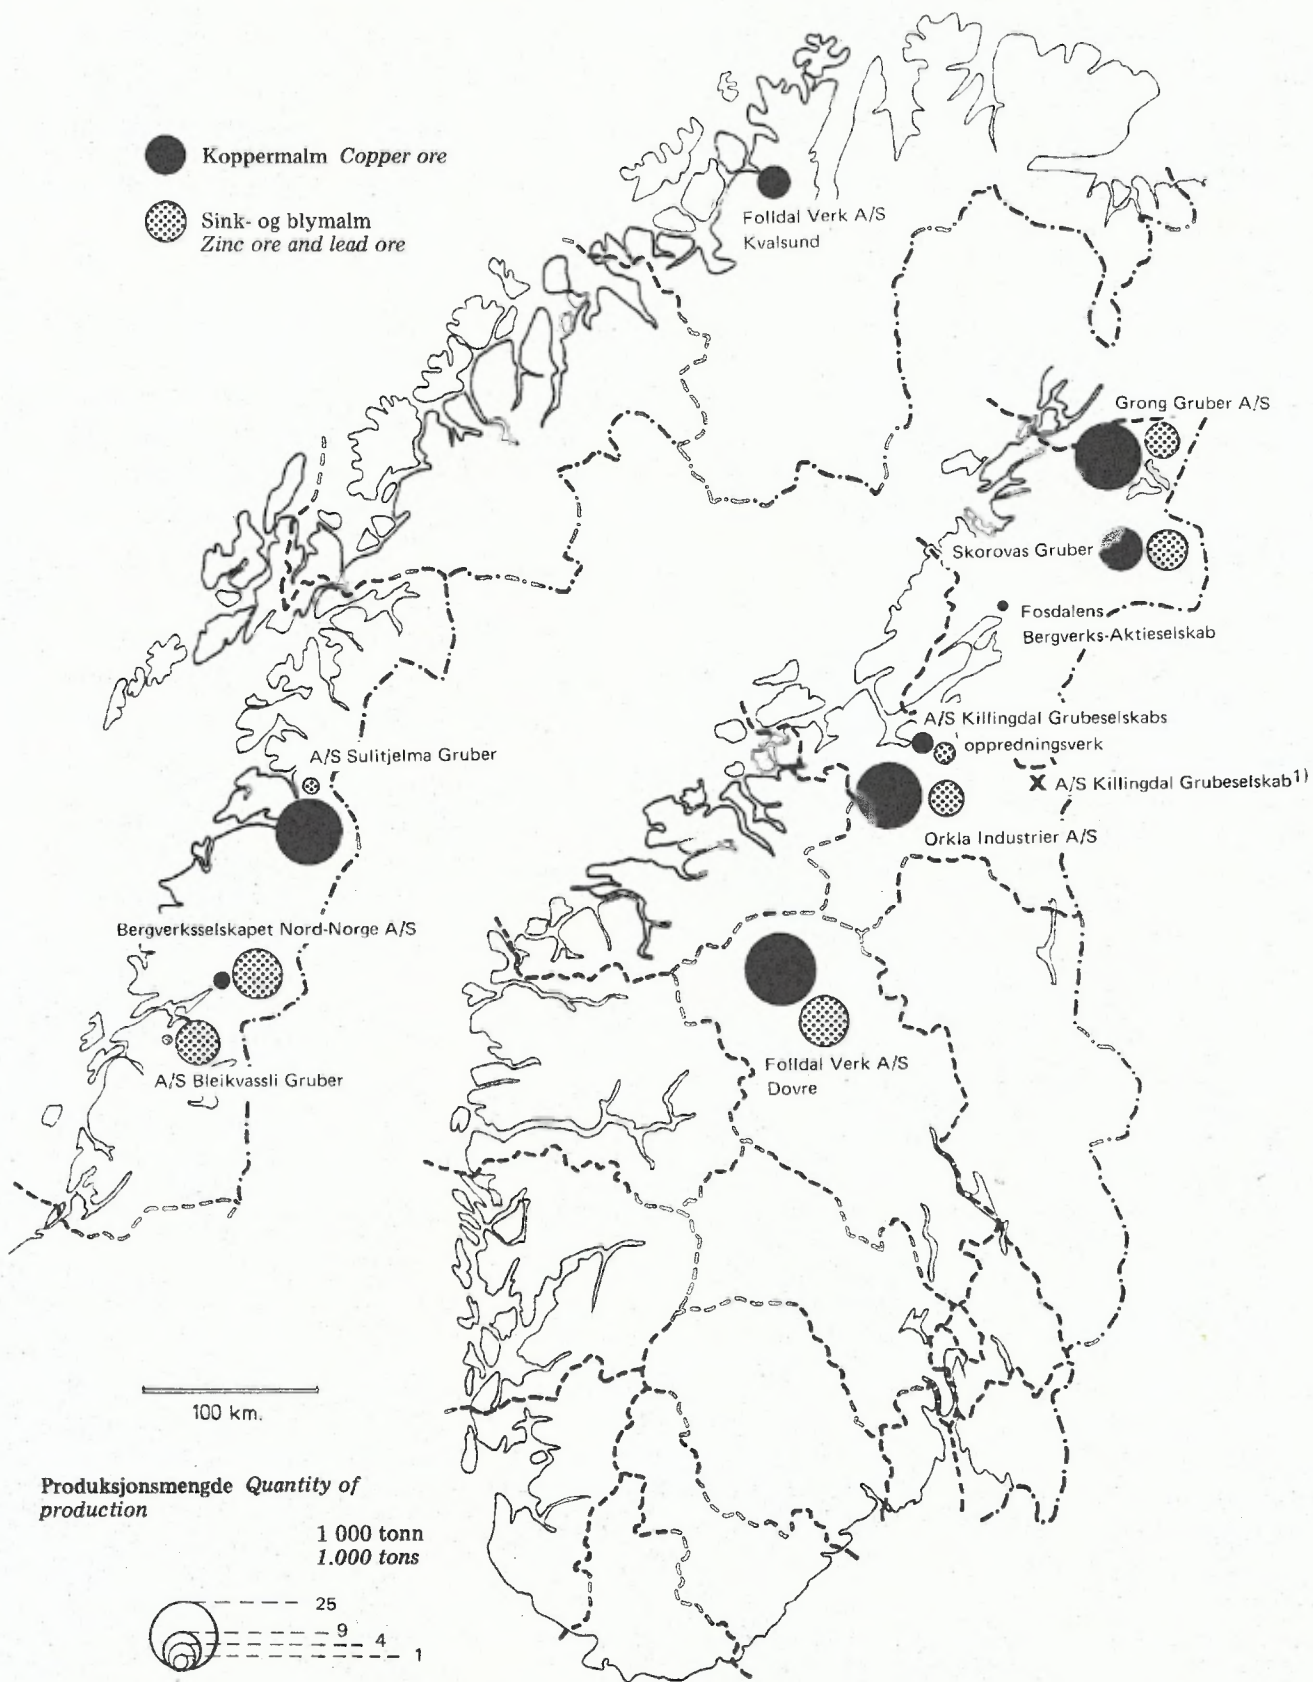 Koppermalm Copper ore
Sink- og blymalm
Zinc ore and lead ore
Folldal Verk A/S
Kvalsund
Grong Gruber A/S
Skorovas Gruber
Fosdalens
Bergverks-Aktieselskab
A/S Killingdal Grubeselskabs
oppredningsverk
X A/S Killingdal Grubeselskab1)
Orkla Industrier A/S
A/S Sulitjelma Gruber
Bergverksselskapet Nord-Norge A/S
A/S Bleikvassli Gruber
Folldal Verk A/S
Dovre
100 km.
Produksjonsmengde Quantity of
production
1 000 tonn
1.000 tons
25
9
4
1